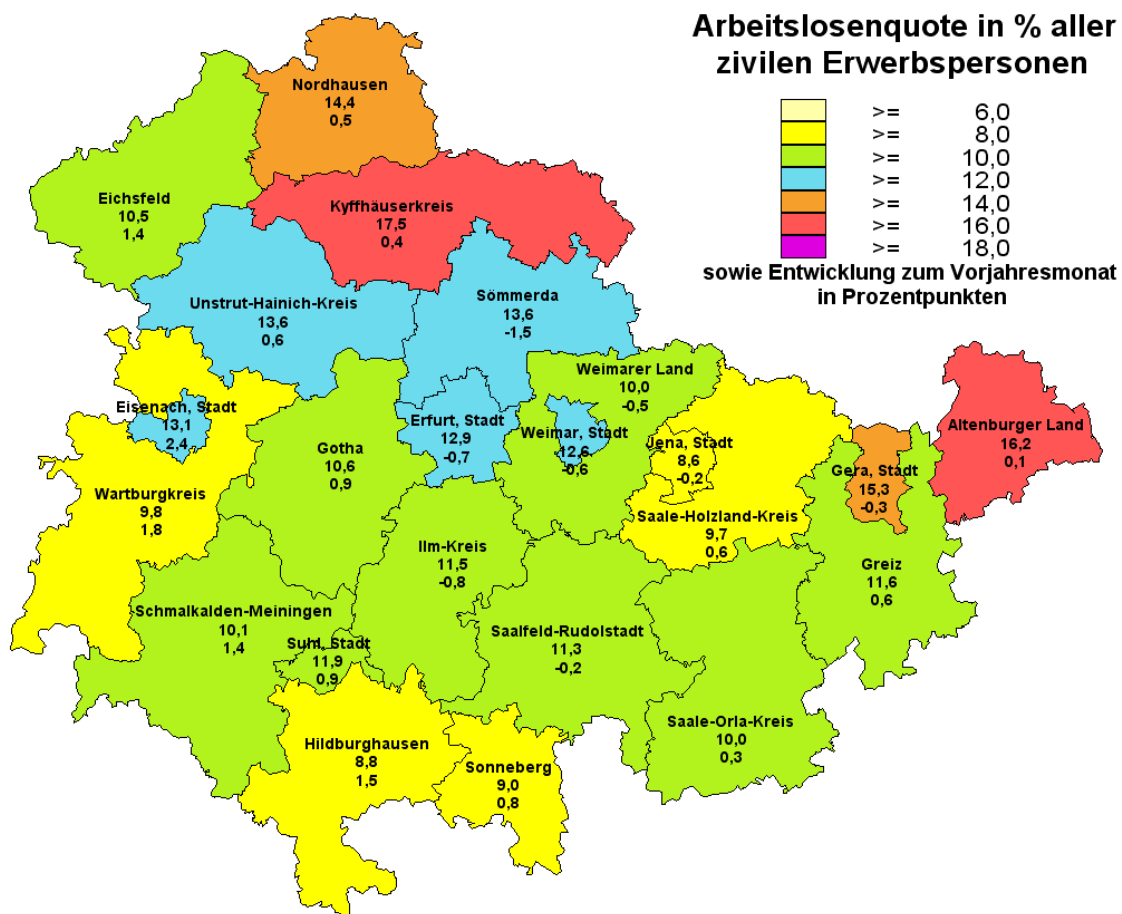 Arbeitslosenquote in % aller
zivilen Erwerbspersonen
>= 6,0
>= 8,0
>= 10,0
>= 12,0
>= 14,0
>= 16,0
>= 18,0
sowie Entwicklung zum Vorjahresmonat
in Prozentpunkten
Nordhausen
14,4
0,5
Eichsfeld
10,5
1,4
Kyffhäuserkreis
17,5
0,4
Unstrut-Hainich-Kreis
13,6
0,6
Sömmerda
13,6
-1,5
Weimarer Land
10,0
-0,5
Eisenach, Stadt
13,1
2,4
Erfurt, Stadt
12,9
-0,7
Weimar, Stadt
12,6
-0,6
Jena, Stadt
8,6
-0,2
Altenburger Land
16,2
0,1
Gotha
10,6
0,9
Gera, Stadt
15,3
-0,3
Wartburgkreis
9,8
1,8
Saale-Holzland-Kreis
9,7
0,6
Ilm-Kreis
11,5
-0,8
Greiz
11,6
0,6
Schmalkalden-Meiningen
10,1
1,4
Suhl, Stadt
11,9
0,9
Saalfeld-Rudolstadt
11,3
-0,2
Saale-Orla-Kreis
10,0
0,3
Hildburghausen
8,8
1,5
Sonneberg
9,0
0,8